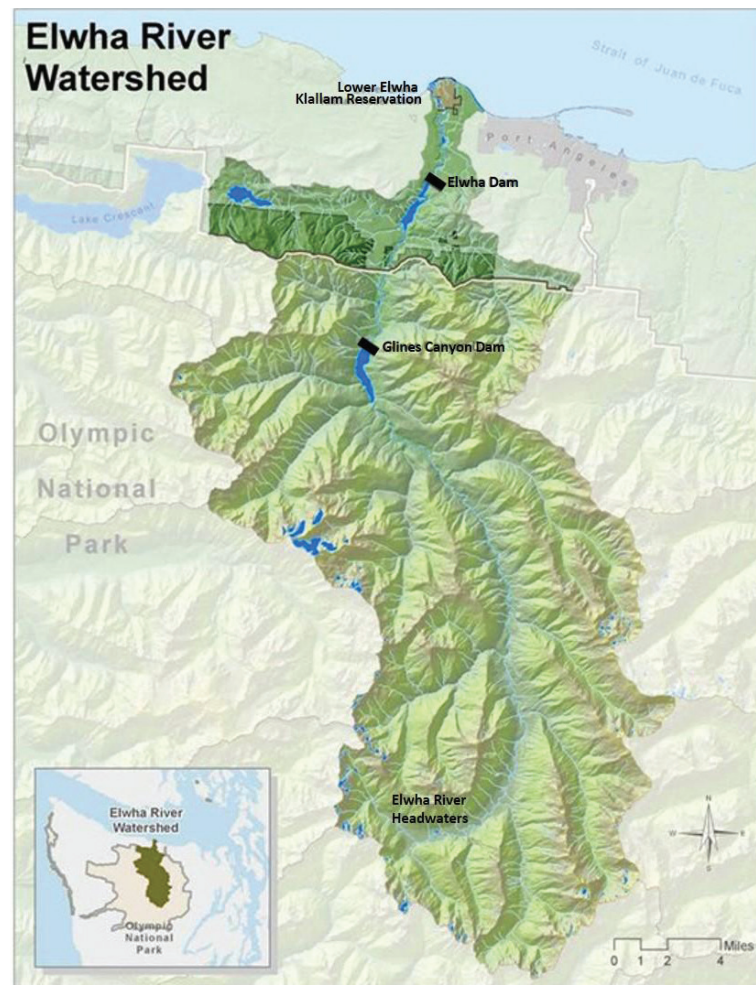 Elwha River
Watershed
Strait of Juan de Fuca
Lower Elwha
Klallam Reservation
Port Angeles
Elwha Dam
Lake Crescent
Glines Canyon Dam
Olympic
National
Park
Elwha River
Headwaters
Elwha River
Watershed
Olympic
National
Park
N
W
E
S
Miles
0 1 2 4